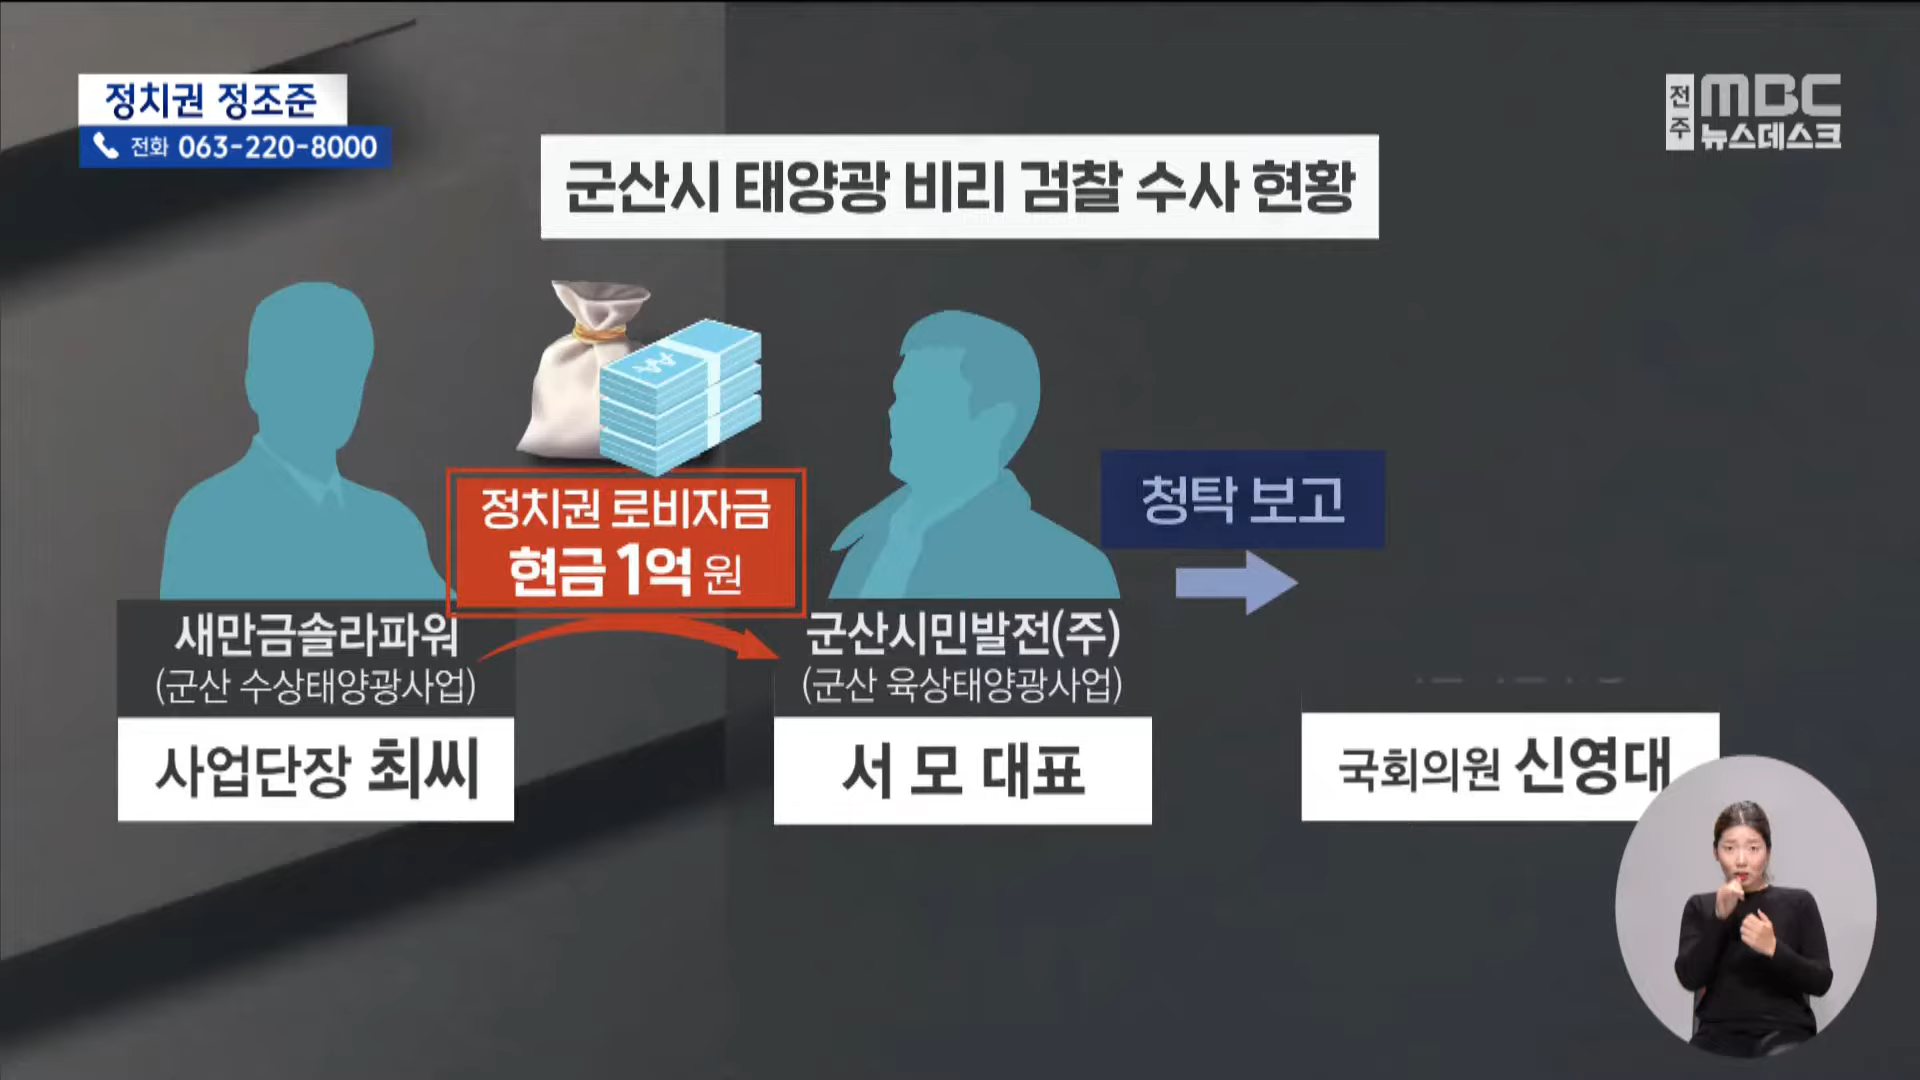 정치권 정조준
전화 063-220-8000
전주 MBC
뉴스데스크
군산시 태양광 비리 검찰 수사 현황
정치권 로비자금
현금 1억 원
청탁 보고
새만금솔라파워
(군산 수상태양광사업)
사업단장 최씨
군산시민발전(주)
(군산 육상태양광사업)
서 모 대표
국회의원 신영대